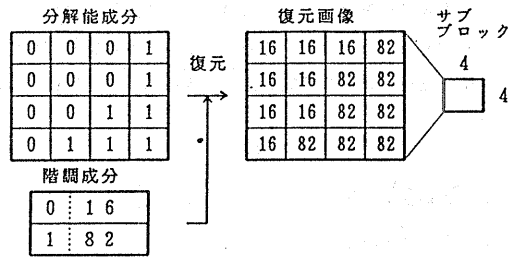 分解能成分
0 0 0 1
0 0 0 1
0 0 1 1
0 1 1 1
階調成分
0 16
1 82
復元
復元画像
16 16 16 82
16 16 82 82
16 16 82 82
16 82 82 82
サブ
ブロック
4
4